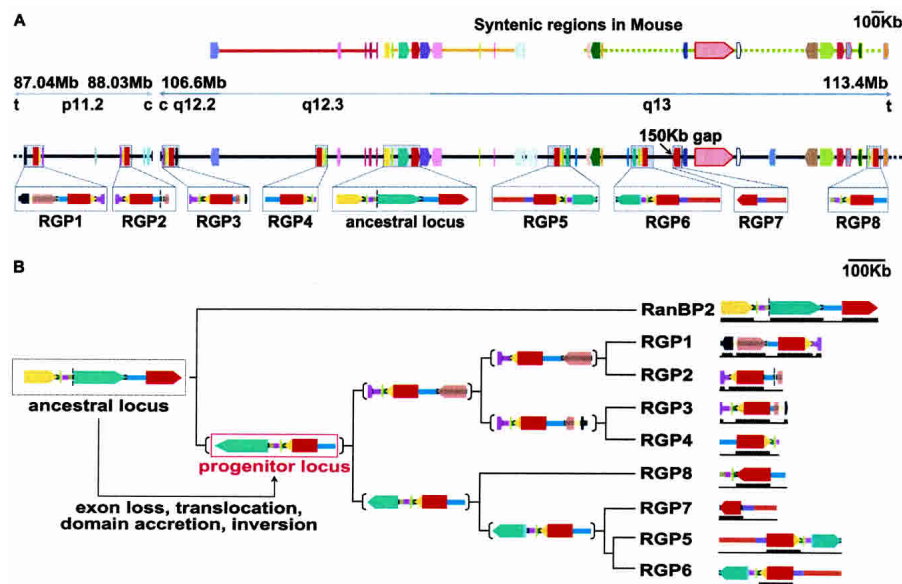 A
Syntenic regions in Mouse
100Kb
87.04Mb 88.03Mb 106.6Mb 113.4Mb
t p11.2 c c q12.2 q12.3 q13 t
150Kb gap
RGP1 RGP2 RGP3 RGP4 ancestral locus RGP5 RGP6 RGP7 RGP8
B
100Kb
RanBP2
RGP1
RGP2
RGP3
RGP4
RGP8
RGP7
RGP5
RGP6
ancestral locus
progenitor locus
exon loss, translocation,
domain accretion, inversion